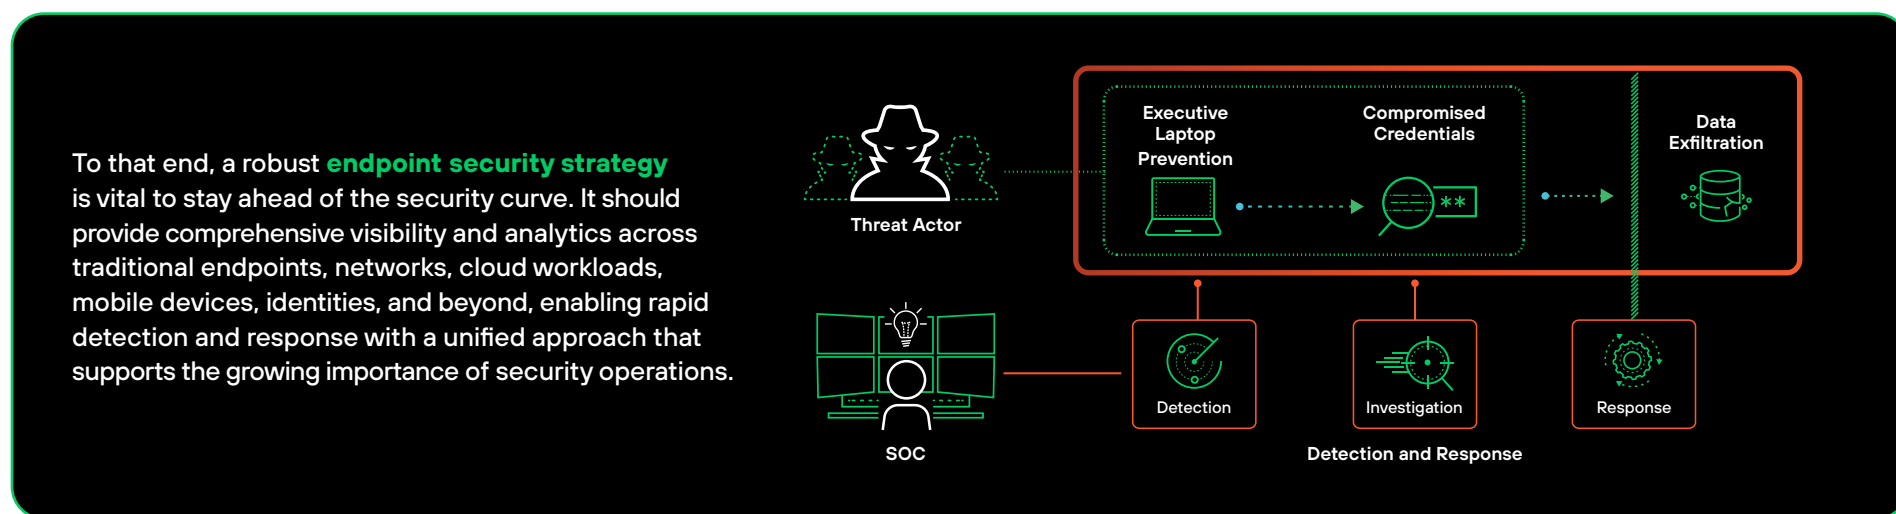 To that end, a robust endpoint security strategy
is vital to stay ahead of the security curve. It should
provide comprehensive visibility and analytics across
traditional endpoints, networks, cloud workloads,
mobile devices, identities, and beyond, enabling rapid
detection and response with a unified approach that
supports the growing importance of security operations.
Threat Actor
Executive
Laptop
Prevention
Compromised
Credentials
**
Data
Exfiltration
SOC
Detection
Investigation
Response
Detection and Response